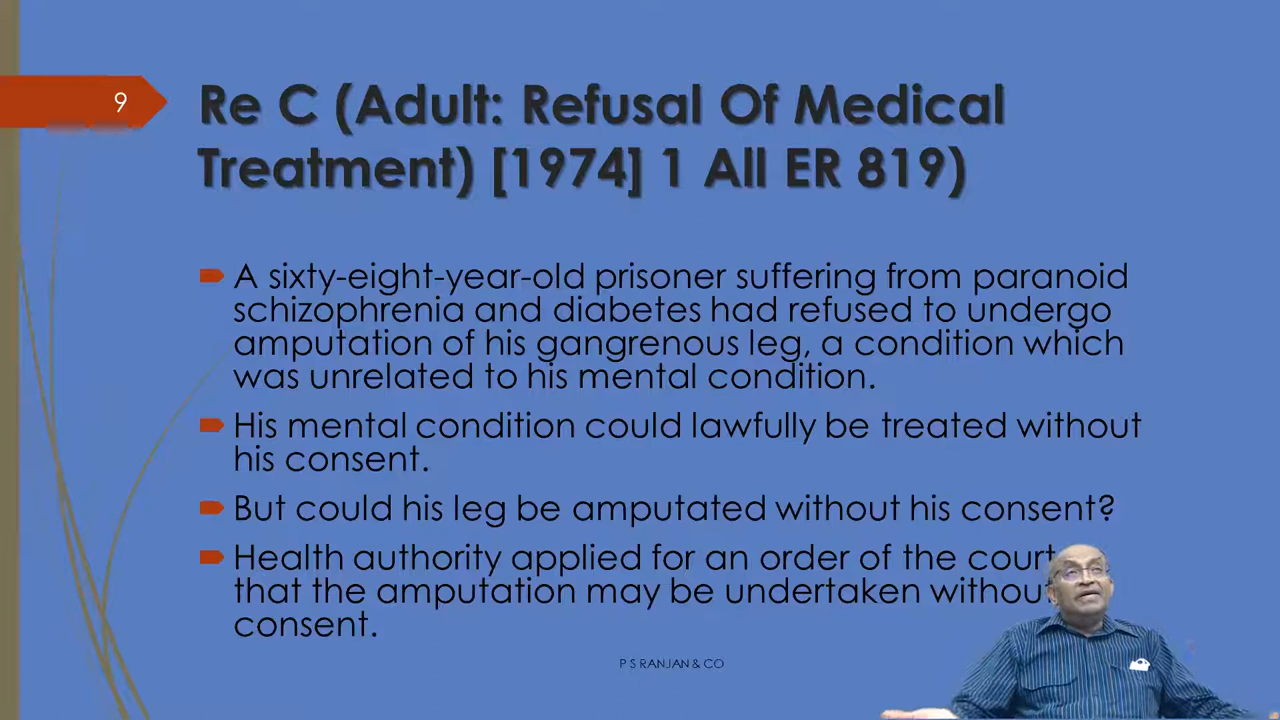 9
Re C (Adult: Refusal Of Medical
Treatment) [1974] 1 All ER 819)
A sixty-eight-year-old prisoner suffering from paranoid
schizophrenia and diabetes had refused to undergo
amputation of his gangrenous leg, a condition which
was unrelated to his mental condition.
His mental condition could lawfully be treated without
his consent.
But could his leg be amputated without his consent?
Health authority applied for an order of the court
that the amputation may be undertaken withou
consent.
P S RANJAN & CO